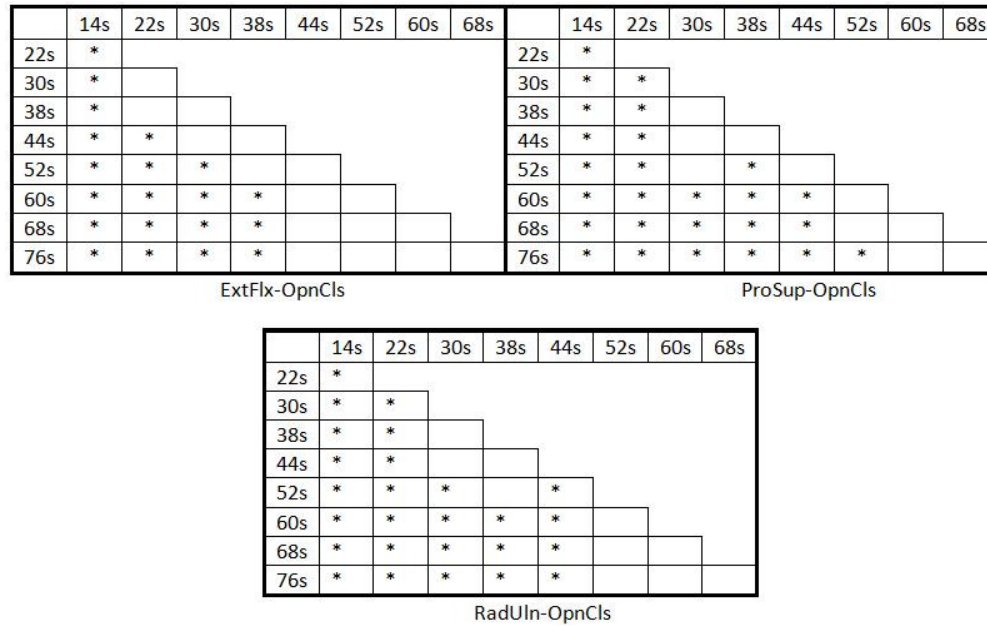 14s 22s 30s 38s 44s 52s 60s 68s
22s *
30s *
38s *
44s * *
52s * * *
60s * * * *
68s * * * *
76s * * * *
ExtFlx-OpnCls
14s 22s 30s 38s 44s 52s 60s 68s
22s *
30s * *
38s * *
44s * *
52s * * *
60s * * * * *
68s * * * * *
76s * * * * * *
ProSup-OpnCls
14s 22s 30s 38s 44s 52s 60s 68s
22s *
30s * *
38s * *
44s * *
52s * * * *
60s * * * * *
68s * * * * *
76s * * * * *
RadUln-OpnCls